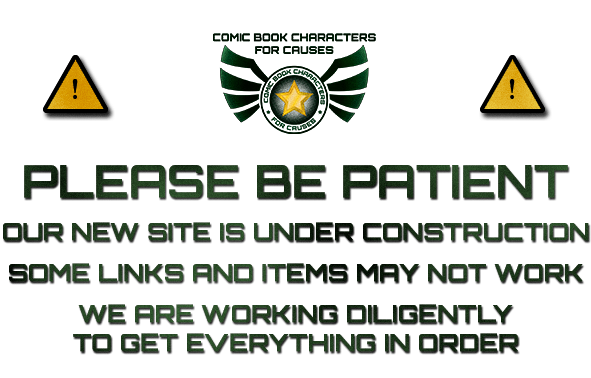 COMIC BOOK CHARACTERS
FOR CAUSES
COMIC BOOK CHARACTERS
FOR CAUSES
!
!
PLEASE BE PATIENT
OUR NEW SITE IS UNDER CONSTRUCTION
SOME LINKS AND ITEMS MAY NOT WORK
WE ARE WORKING DILIGENTLY
TO GET EVERYTHING IN ORDER